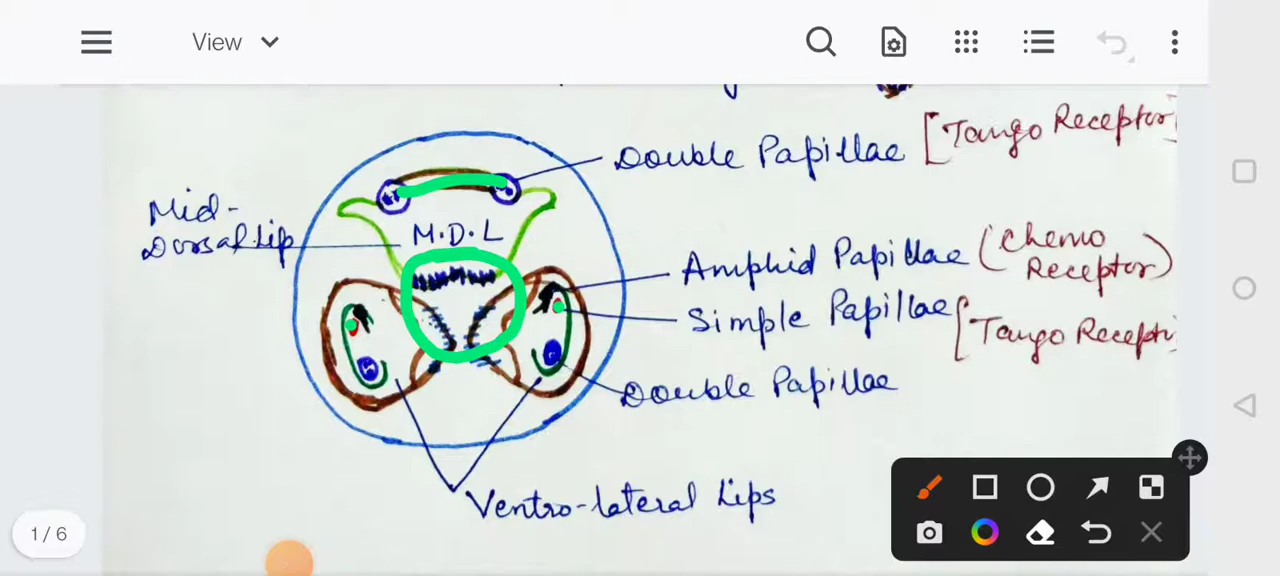 View
Double Papillae [Tango Receptor
Mid-
Dorsal Lip
M.D.L
Amphid Papillae (Chemo
Receptor)
Simple Papillae
[Tango Recepti
Double Papillae
Ventro-lateral Lips
1 / 6